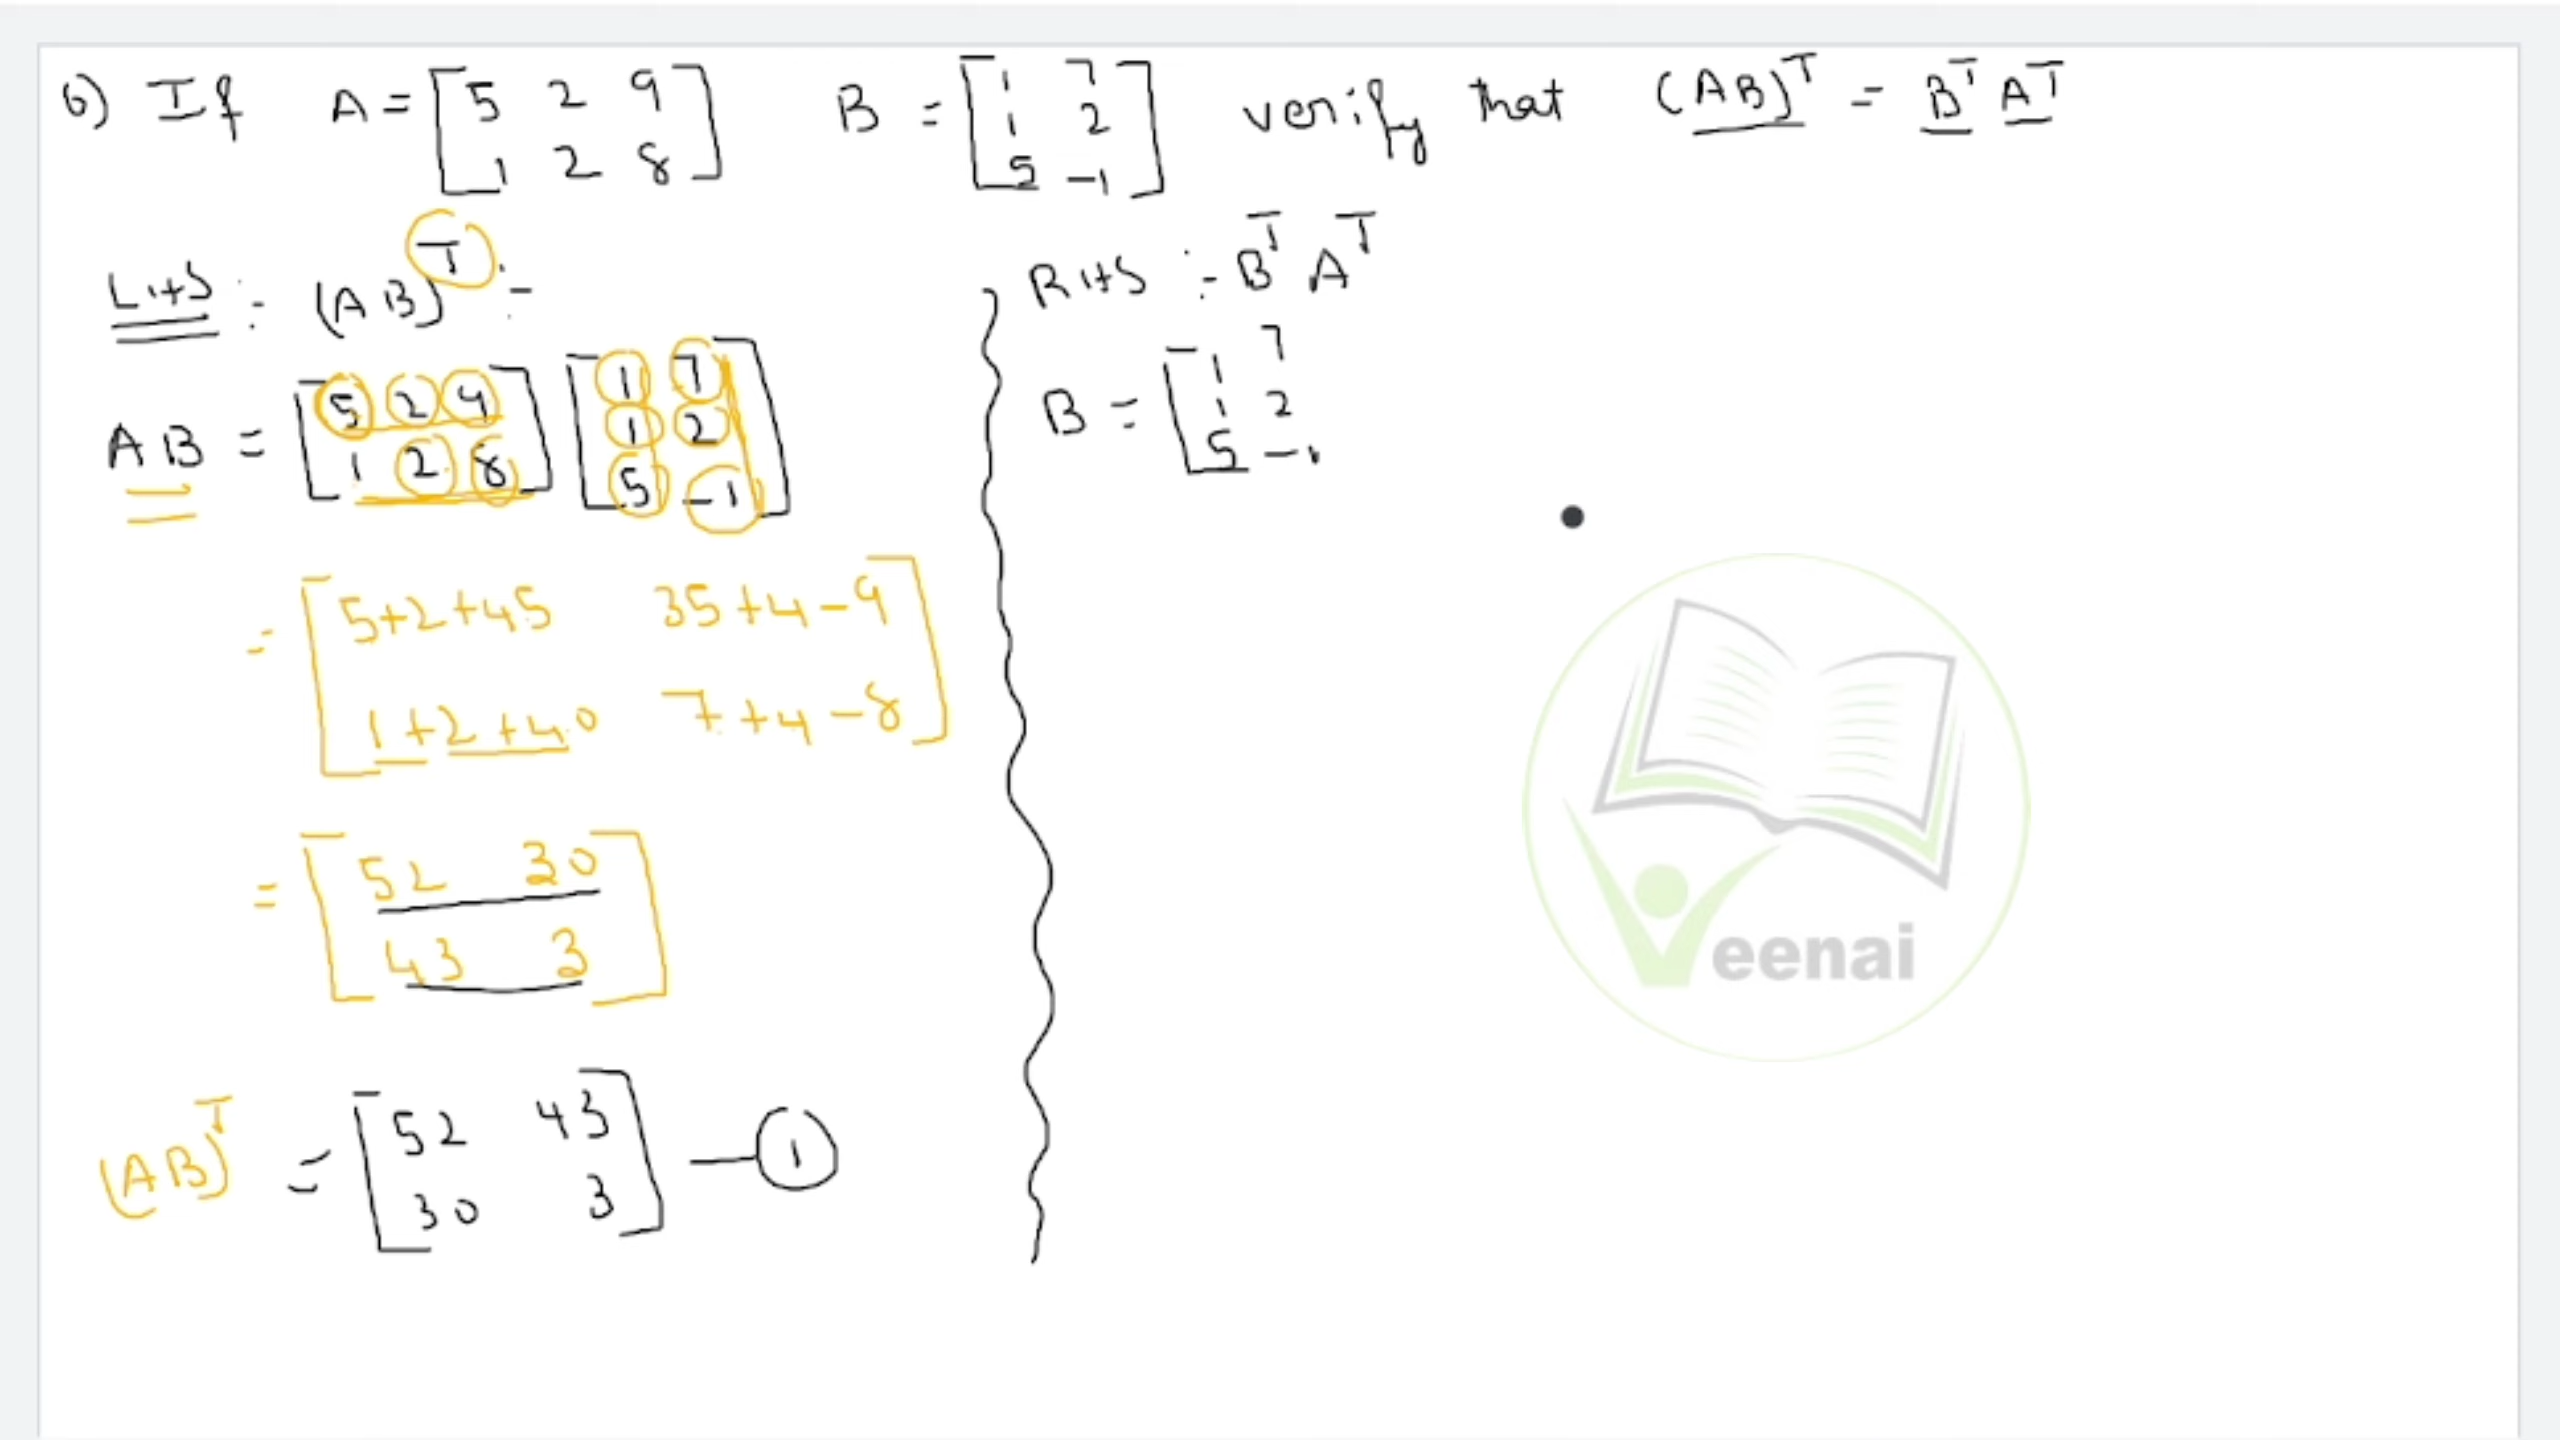 6) If A = [5 2 9 B = [1 7 verify that (AB)^T = B^T A^T
1 2 8] 1 2
5 -1]
LHS :- (AB)^T :-
AB = [5 2 9 [1 7
1 2 8] 1 2
5 -1]
= [5+2+45 35+4-9
1+2+40 7+4-8]
= [52 30
43 3]
(AB)^T = [52 43
30 3] — 1
RHS :- B^T A^T
B = [1 7
1 2
5 -1
Veenai